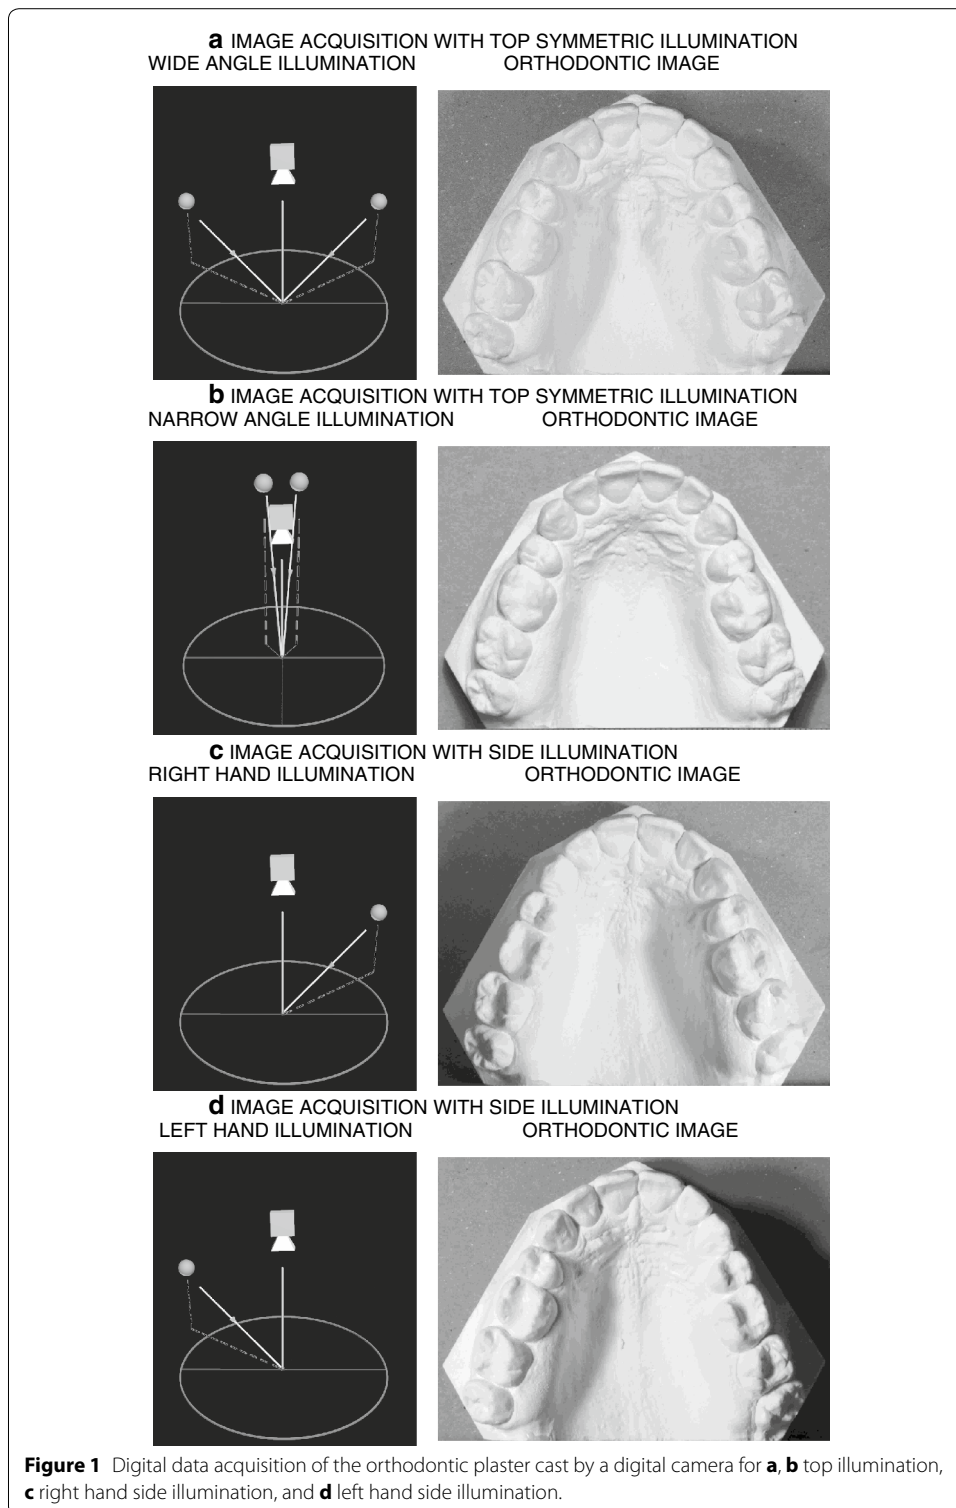 a IMAGE ACQUISITION WITH TOP SYMMETRIC ILLUMINATION
WIDE ANGLE ILLUMINATION ORTHODONTIC IMAGE
b IMAGE ACQUISITION WITH TOP SYMMETRIC ILLUMINATION
NARROW ANGLE ILLUMINATION ORTHODONTIC IMAGE
c IMAGE ACQUISITION WITH SIDE ILLUMINATION
RIGHT HAND ILLUMINATION ORTHODONTIC IMAGE
d IMAGE ACQUISITION WITH SIDE ILLUMINATION
LEFT HAND ILLUMINATION ORTHODONTIC IMAGE
Figure 1 Digital data acquisition of the orthodontic plaster cast by a digital camera for a, b top illumination,
c right hand side illumination, and d left hand side illumination.